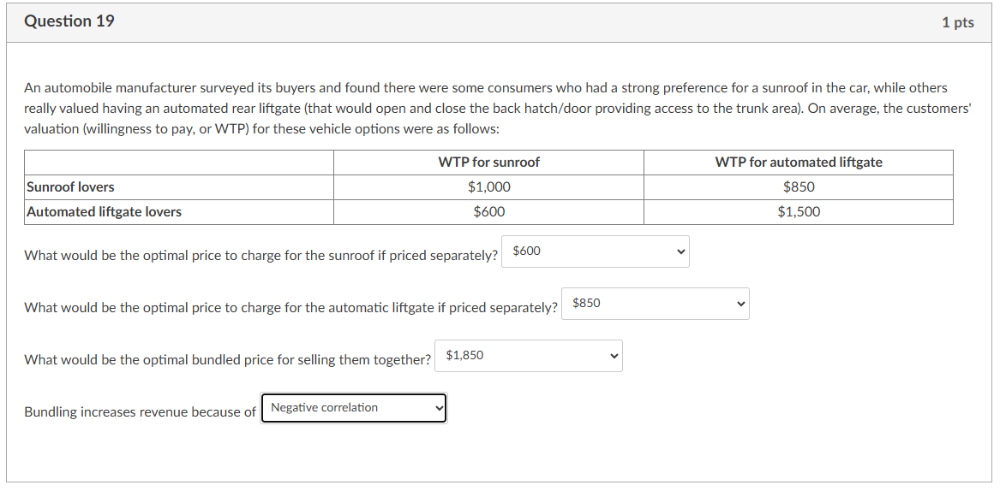 Question 19
1 pts
An automobile manufacturer surveyed its buyers and found there were some consumers who had a strong preference for a sunroof in the car, while others
really valued having an automated rear liftgate (that would open and close the back hatch/door providing access to the trunk area). On average, the customers'
valuation (willingness to pay, or WTP) for these vehicle options were as follows:
WTP for sunroof WTP for automated liftgate
Sunroof lovers $1,000 $850
Automated liftgate lovers $600 $1,500
What would be the optimal price to charge for the sunroof if priced separately? $600
What would be the optimal price to charge for the automatic liftgate if priced separately? $850
What would be the optimal bundled price for selling them together? $1,850
Bundling increases revenue because of Negative correlation